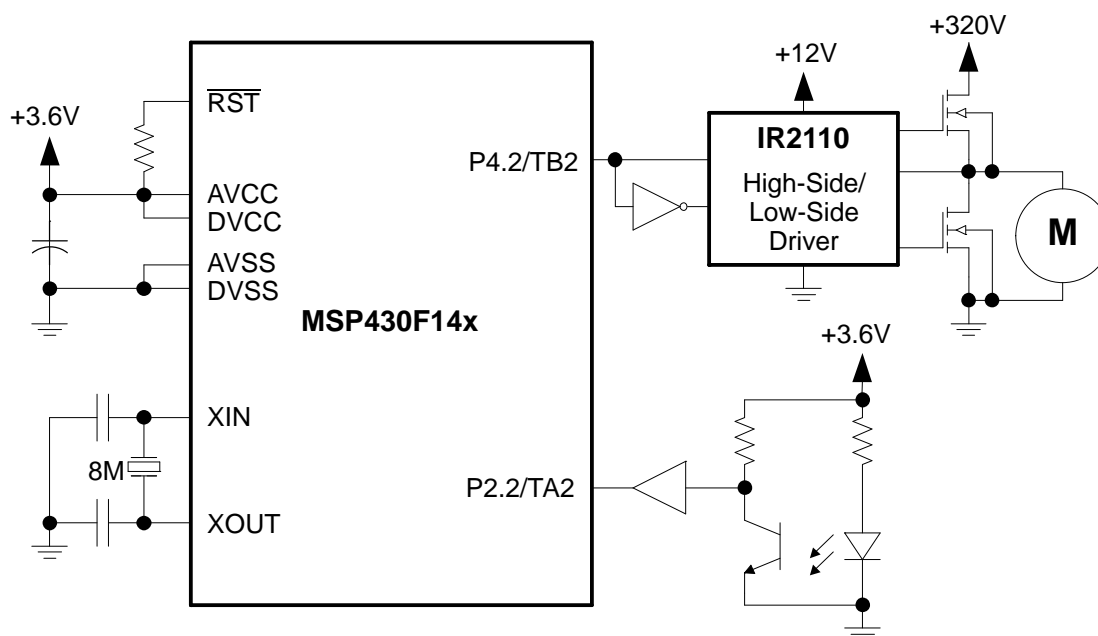 +320V
+12V
RST
+3.6V
IR2110
P4.2/TB2
High-Side/
Low-Side
Driver
AVCC
DVCC
AVSS
DVSS
M
MSP430F14x
+3.6V
XIN
8M
P2.2/TA2
XOUT